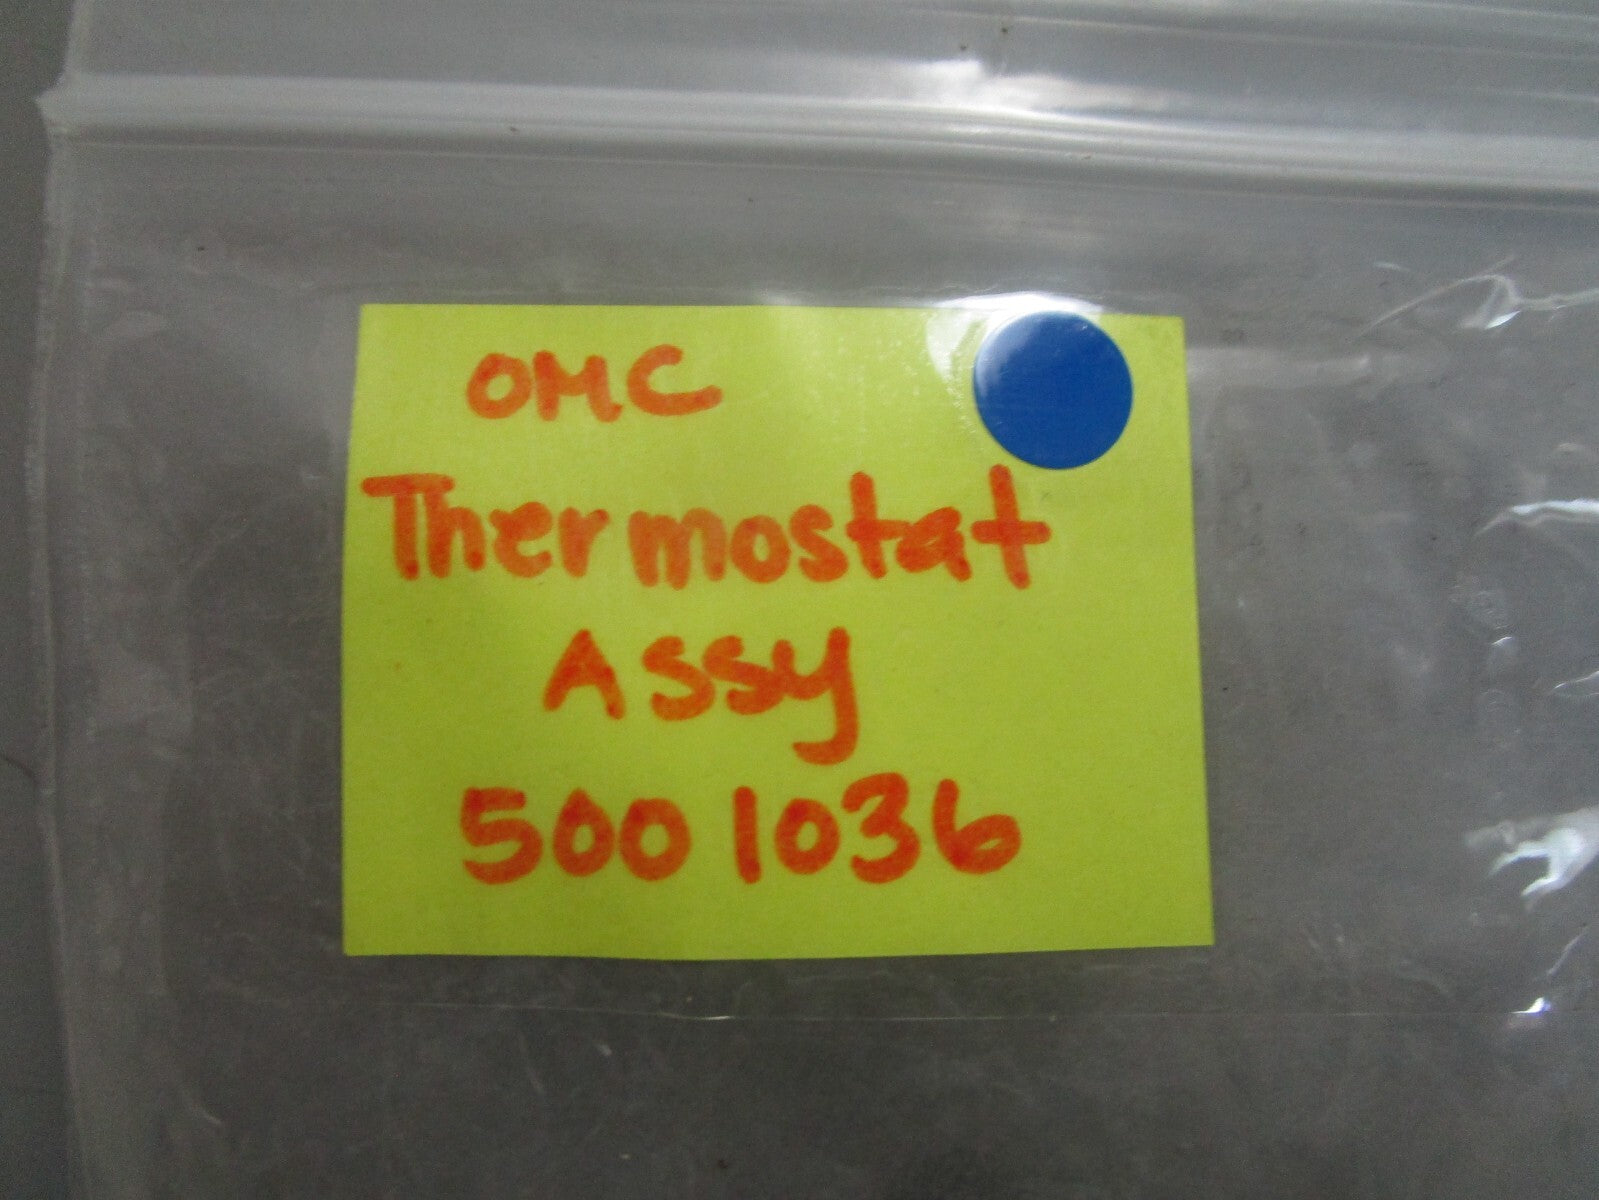 OMC
Thermostat
Assy
5001036